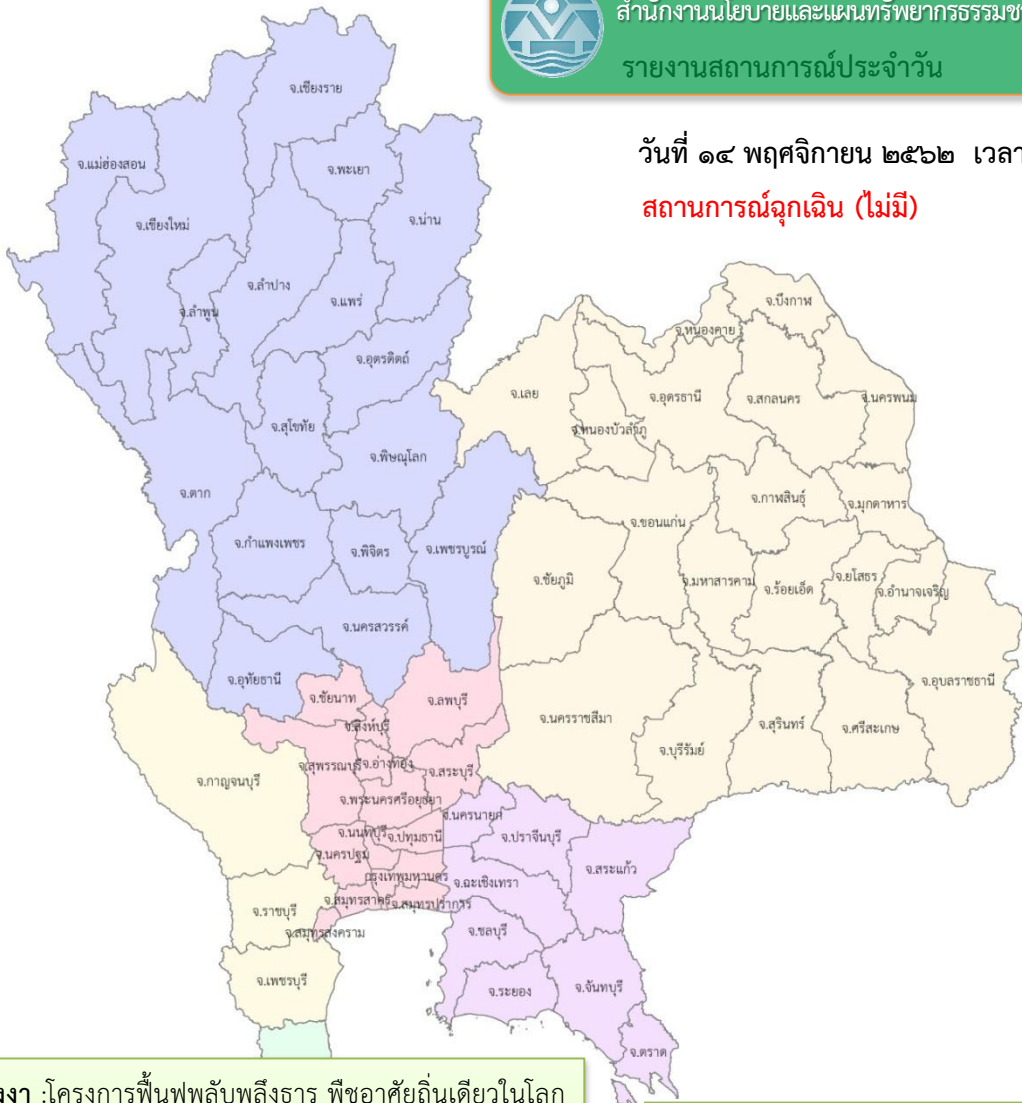 สำนักงานนโยบายและแผนทรัพยากรธรรมช
รายงานสถานการณ์ประจำวัน
วันที่ ๑๔ พฤศจิกายน ๒๕๖๒ เวลา
สถานการณ์ฉุกเฉิน (ไม่มี)
จ.เชียงราย
จ.แม่ฮ่องสอน
จ.พะเยา
จ.เชียงใหม่
จ.น่าน
จ.ลำปาง
จ.แพร่
จ.ลำพูน
จ.บึงกาฬ
จ.หนองคาย
จ.อุตรดิตถ์
จ.เลย
จ.อุดรธานี
จ.สกลนคร
จ.นครพนม
จ.สุโขทัย
จ.หนองบัวลำภู
จ.พิษณุโลก
จ.ตาก
จ.กาฬสินธุ์
จ.มุกดาหาร
จ.ขอนแก่น
จ.กำแพงเพชร
จ.พิจิตร
จ.เพชรบูรณ์
จ.ชัยภูมิ
จ.มหาสารคาม
จ.ร้อยเอ็ด
จ.ยโสธร
จ.อำนาจเจริญ
จ.นครสวรรค์
จ.อุทัยธานี
จ.อุบลราชธานี
จ.ชัยนาท
จ.ลพบุรี
จ.นครราชสีมา
จ.สิงห์บุรี
จ.สุรินทร์
จ.ศรีสะเกษ
จ.บุรีรัมย์
จ.กาญจนบุรี
จ.สุพรรณบุรี
จ.อ่างทอง
จ.สระบุรี
จ.พระนครศรีอยุธยา
จ.นครนายก
จ.นนทบุรี
จ.ปทุมธานี
จ.ปราจีนบุรี
จ.นครปฐม
จ.สระแก้ว
กรุงเทพมหานคร
จ.ฉะเชิงเทรา
จ.สมุทรสาคร
จ.สมุทรปราการ
จ.ราชบุรี
จ.สมุทรสงคราม
จ.ชลบุรี
จ.เพชรบุรี
จ.ระยอง
จ.จันทบุรี
จ.ตราด
งงา :โครงการฟื้นฟูพลับพลึงธาร พืชอาศัยถิ่นเดียวในโลก